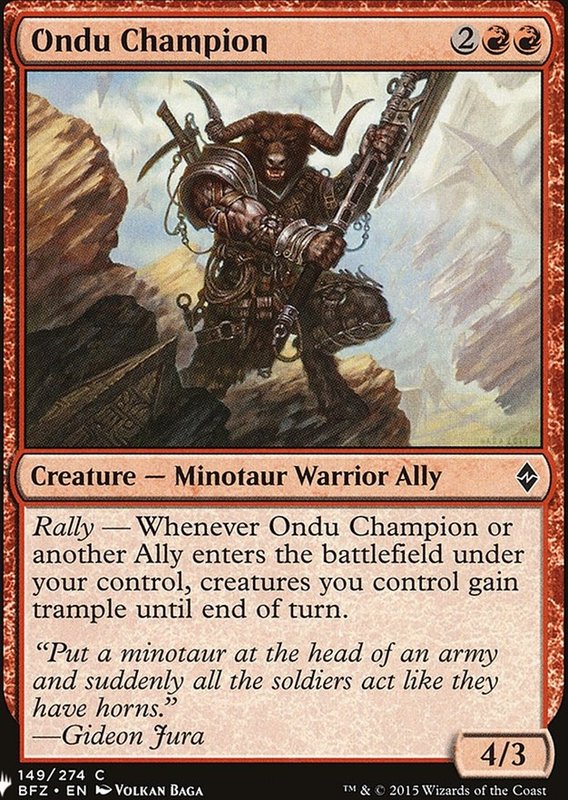 Ondu Champion 2
Creature — Minotaur Warrior Ally
Rally — Whenever Ondu Champion or
another Ally enters the battlefield under
your control, creatures you control gain
trample until end of turn.
“Put a minotaur at the head of an army
and suddenly all the soldiers act like they
have horns.”
—Gideon Jura
4/3
149/274 C
BFZ • EN Volkan Baga
™ & © 2015 Wizards of the Coast